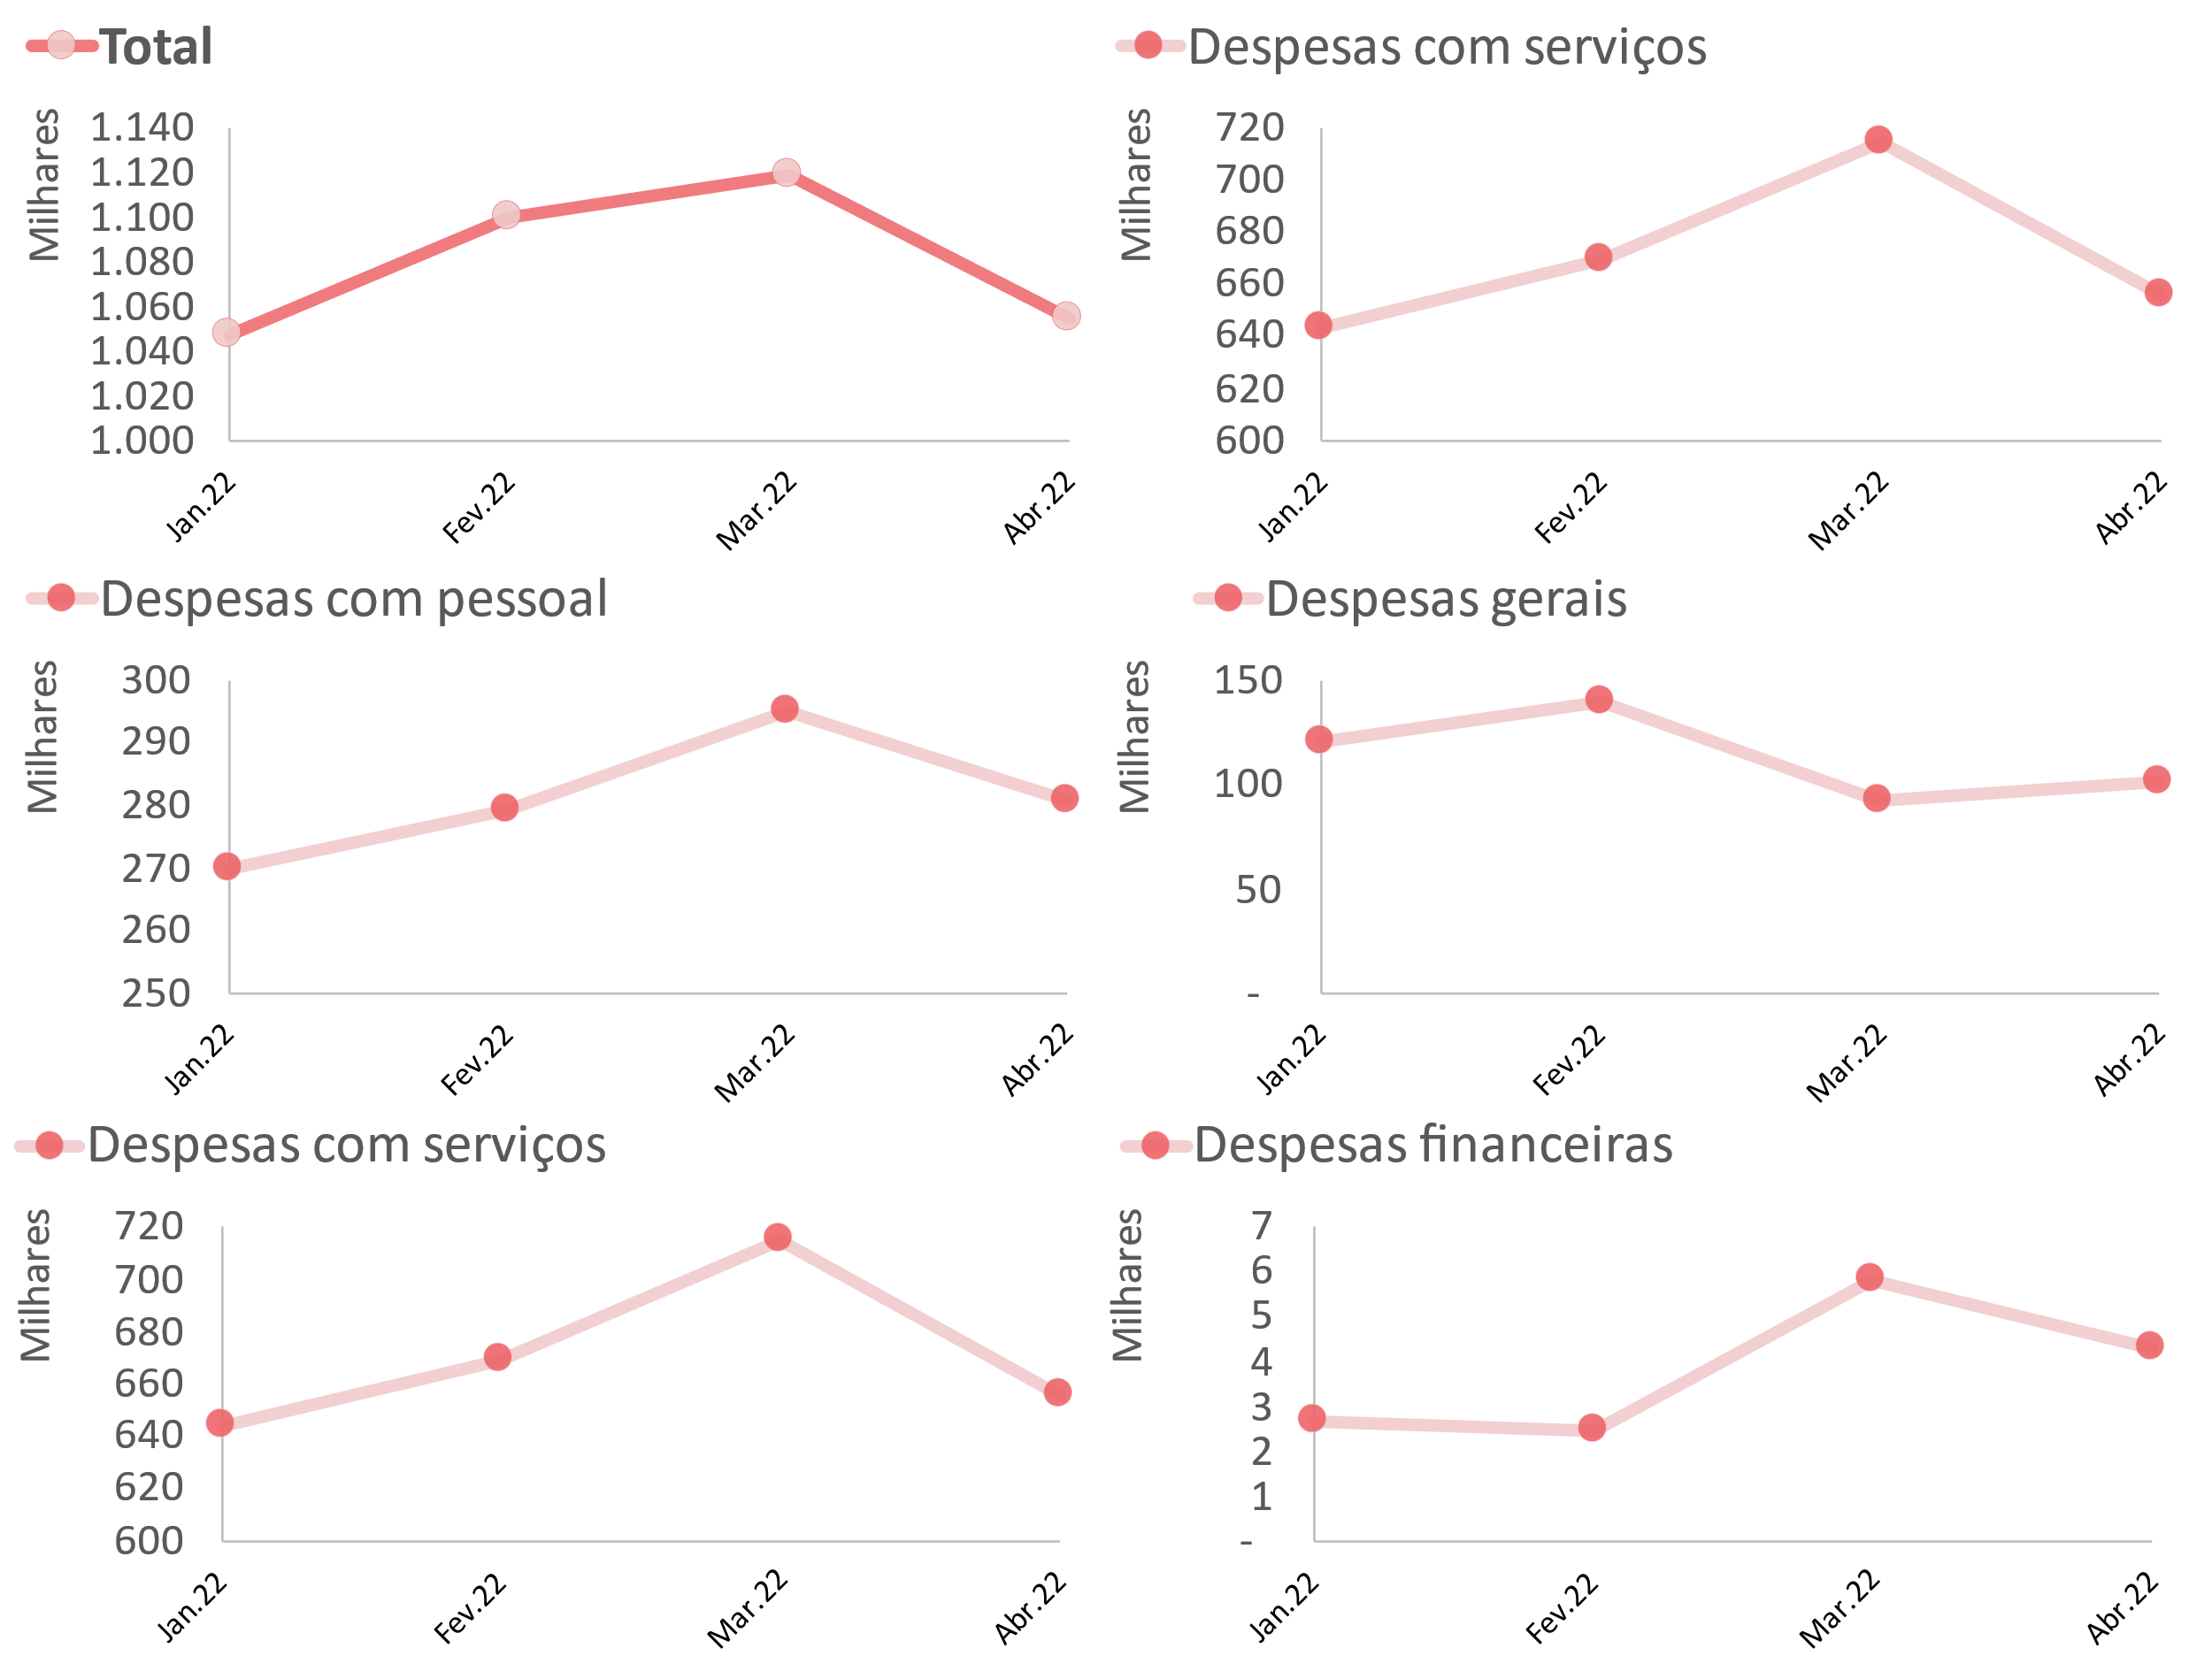 Total
Milhares
1.140
1.120
1.100
1.080
1.060
1.040
1.020
1.000
Jan.22 Fev.22 Mar.22 Abr.22
Despesas com serviços
Milhares
720
700
680
660
640
620
600
Jan.22 Fev.22 Mar.22 Abr.22
Despesas com pessoal
Milhares
300
290
280
270
260
250
Jan.22 Fev.22 Mar.22 Abr.22
Despesas gerais
Milhares
150
100
50
-
Jan.22 Fev.22 Mar.22 Abr.22
Despesas com serviços
Milhares
720
700
680
660
640
620
600
Jan.22 Fev.22 Mar.22 Abr.22
Despesas financeiras
Milhares
7
6
5
4
3
2
1
-
Jan.22 Fev.22 Mar.22 Abr.22